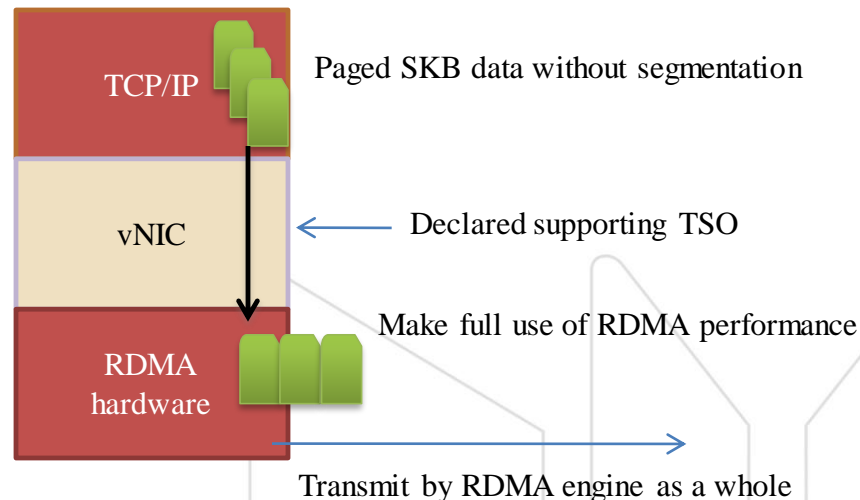 TCP/IP
Paged SKB data without segmentation
vNIC
Declared supporting TSO
Make full use of RDMA performance
RDMA
hardware
Transmit by RDMA engine as a whole